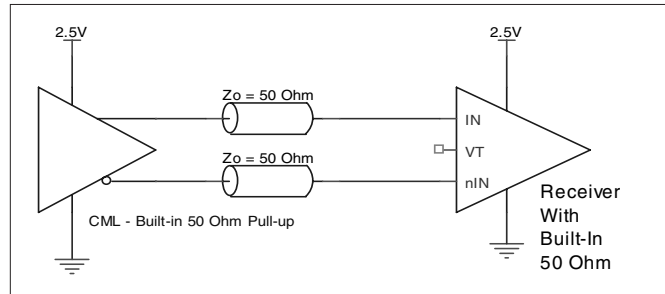 2.5V
2.5V
Zo = 50 Ohm
IN
VT
Zo = 50 Ohm
nIN
CML - Built-in 50 Ohm Pull-up
Receiver
With
Built-In
50 Ohm